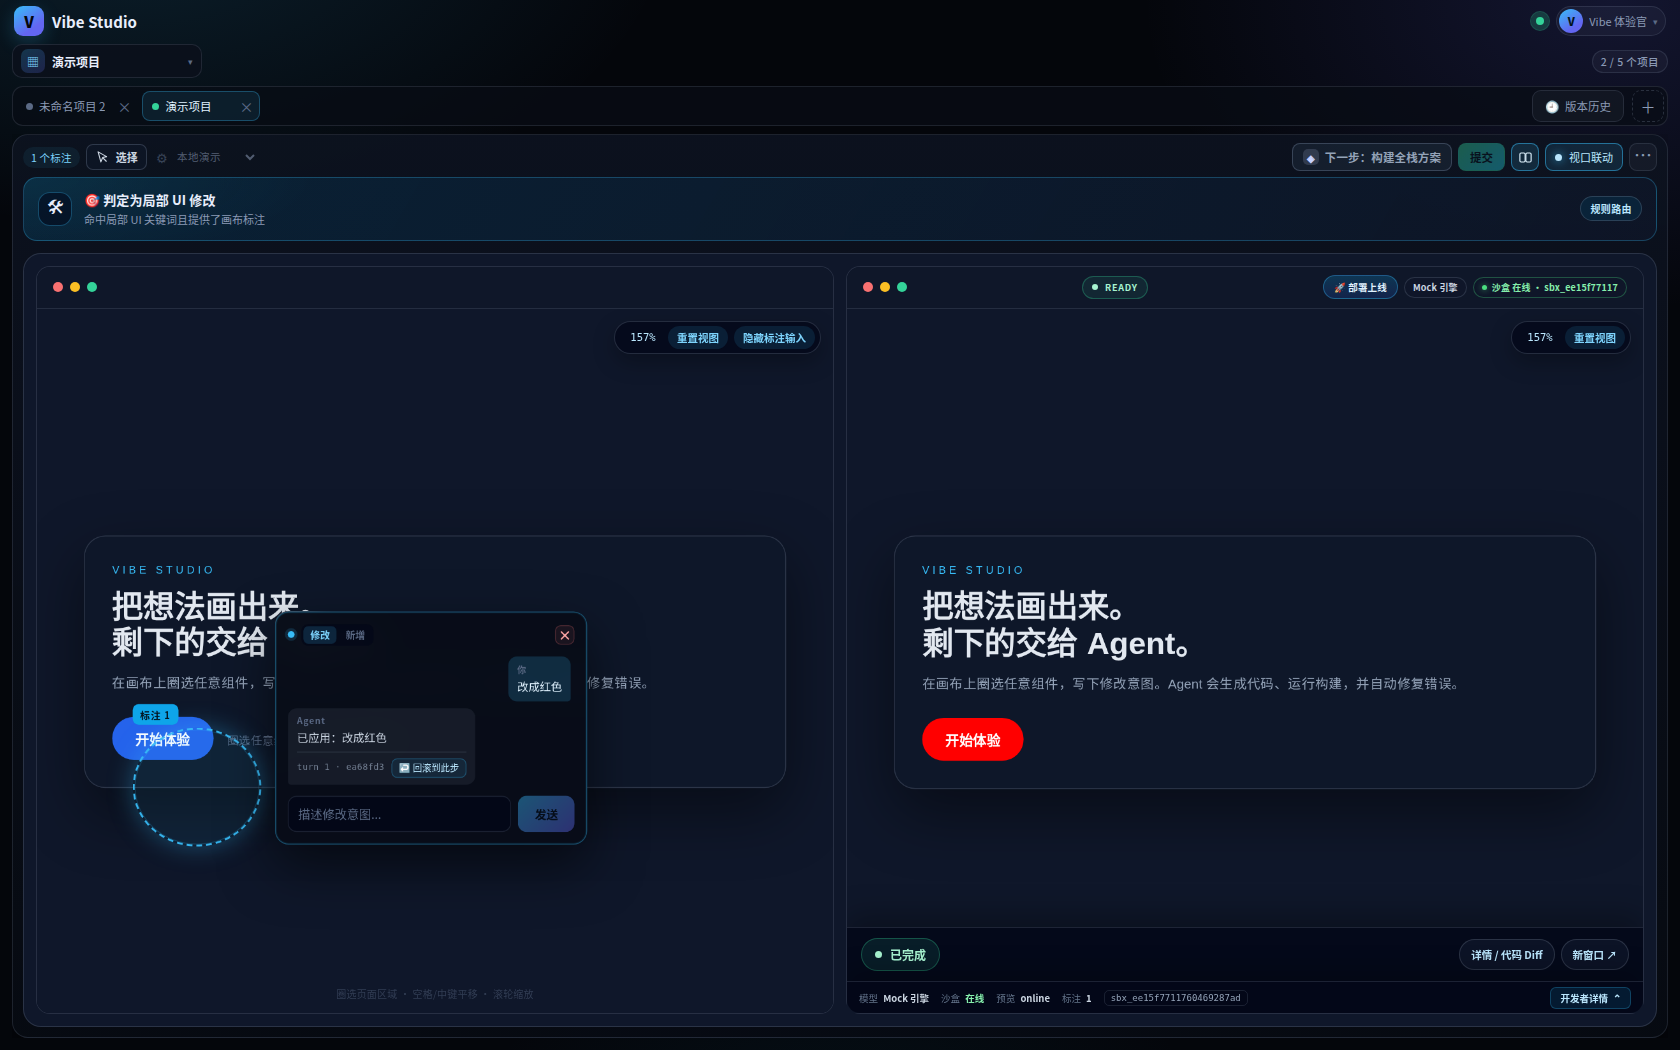 V Vibe Studio
V Vibe 体验官
演示项目
2 / 5 个项目
未命名项目 2
演示项目
版本历史
1 个标注
选择
本地演示
下一步：构建全栈方案
提交
视口联动
判定为局部 UI 修改
命中局部 UI 关键词且提供了画布标注
规则路由
READY
部署上线
Mock 引擎
沙盒 在线 · sbx_ee15f77117
157%
重置视图
隐藏标注输入
157%
重置视图
VIBE STUDIO
把想法画出来。
剩下的交给
在画布上圈选任意组件，写
修复错误。
标注 1
开始体验
圈选任意
修改
新增
你
改成红色
Agent
已应用：改成红色
turn 1 · ea68fd3
回滚到此步
描述修改意图...
发送
圈选页面区域 · 空格/中键平移 · 滚轮缩放
VIBE STUDIO
把想法画出来。
剩下的交给 Agent。
在画布上圈选任意组件，写下修改意图。Agent 会生成代码、运行构建，并自动修复错误。
开始体验
已完成
详情 / 代码 Diff
新窗口 ↗
模型 Mock 引擎
沙盒 在线
预览 online
标注 1
sbx_ee15f7711760469287ad
开发者详情